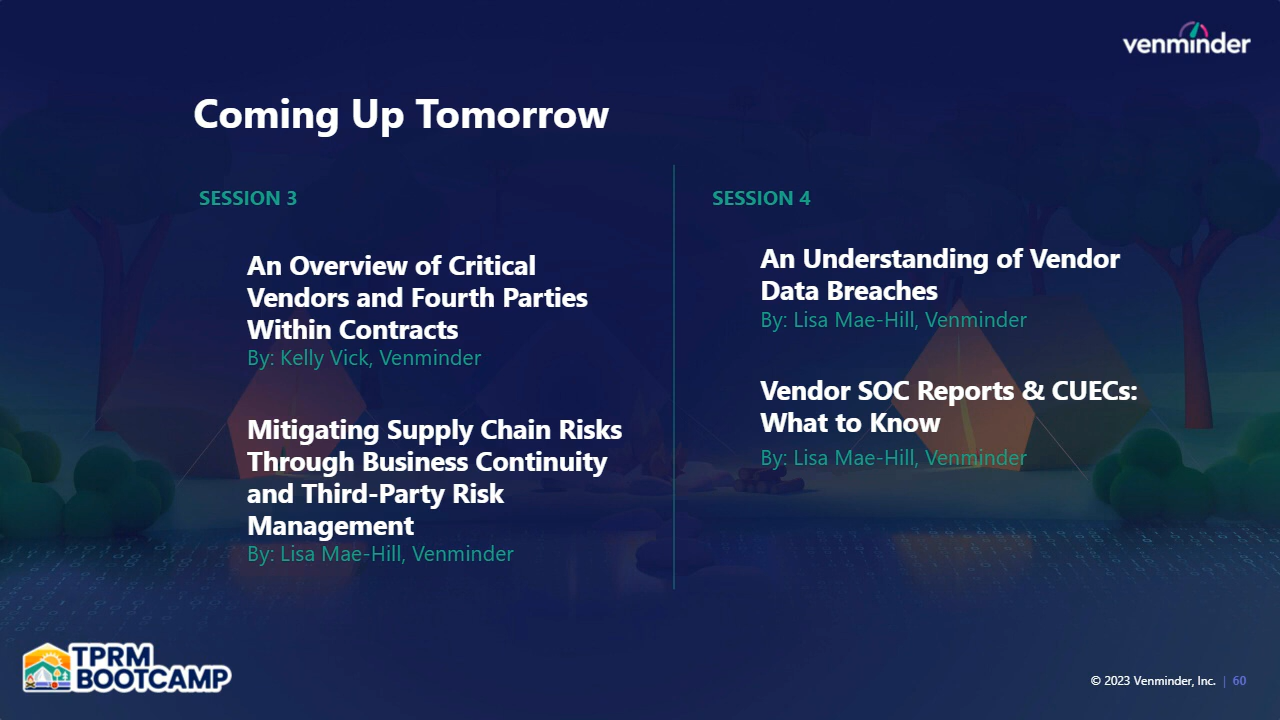 venminder
Coming Up Tomorrow
SESSION 3
An Overview of Critical
Vendors and Fourth Parties
Within Contracts
By: Kelly Vick, Venminder
Mitigating Supply Chain Risks
Through Business Continuity
and Third-Party Risk
Management
By: Lisa Mae-Hill, Venminder
SESSION 4
An Understanding of Vendor
Data Breaches
By: Lisa Mae-Hill, Venminder
Vendor SOC Reports & CUECs:
What to Know
By: Lisa Mae-Hill, Venminder
TPRM
BOOTCAMP
© 2023 Venminder, Inc. | 60